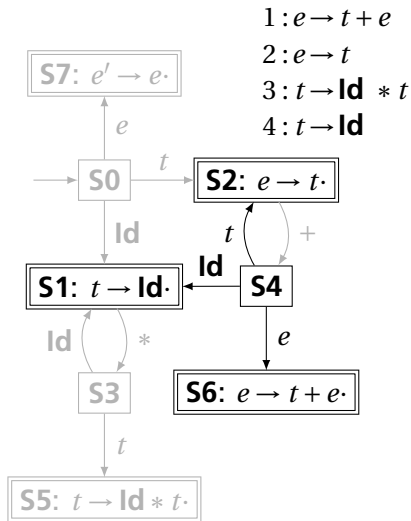 1 : e → t + e
2 : e → t
3 : t → Id * t
4 : t → Id
S7: e′ → e·
e
S0
t
S2: e → t·
Id
t
+
S1: t → Id·
Id
S4
Id
*
e
S3
S6: e → t + e·
t
S5: t → Id * t·